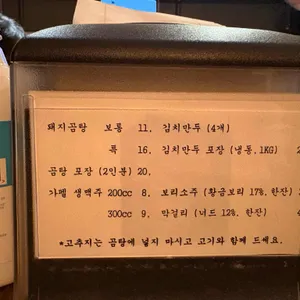 돼지곰탕 보통 11, 김치만두 (4개)
특 16, 김치만두 포장 (냉동, 1KG)
곰탕 포장 (2인분) 20,
가펠 생맥주 200cc 8, 보리소주 (황금보리 17%, 한잔)
300cc 9, 막걸리 (너드 12%, 한잔)
*고추지는 곰탕에 넣지 마시고 고기와 함께 드세요.